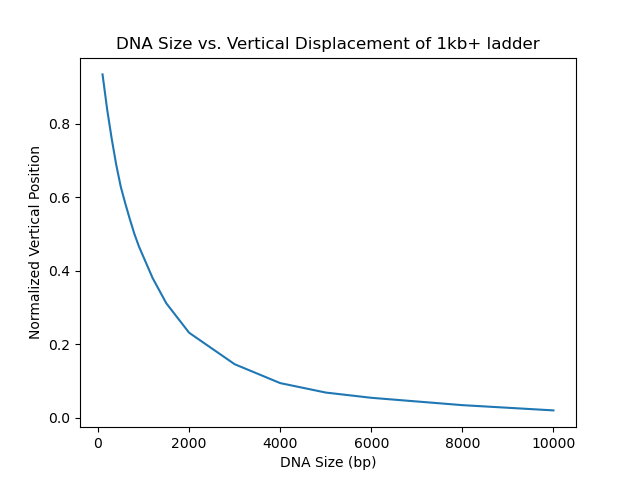 DNA Size vs. Vertical Displacement of 1kb+ ladder
Normalized Vertical Position
0.8
0.6
0.4
0.2
0.0
0 2000 4000 6000 8000 10000
DNA Size (bp)